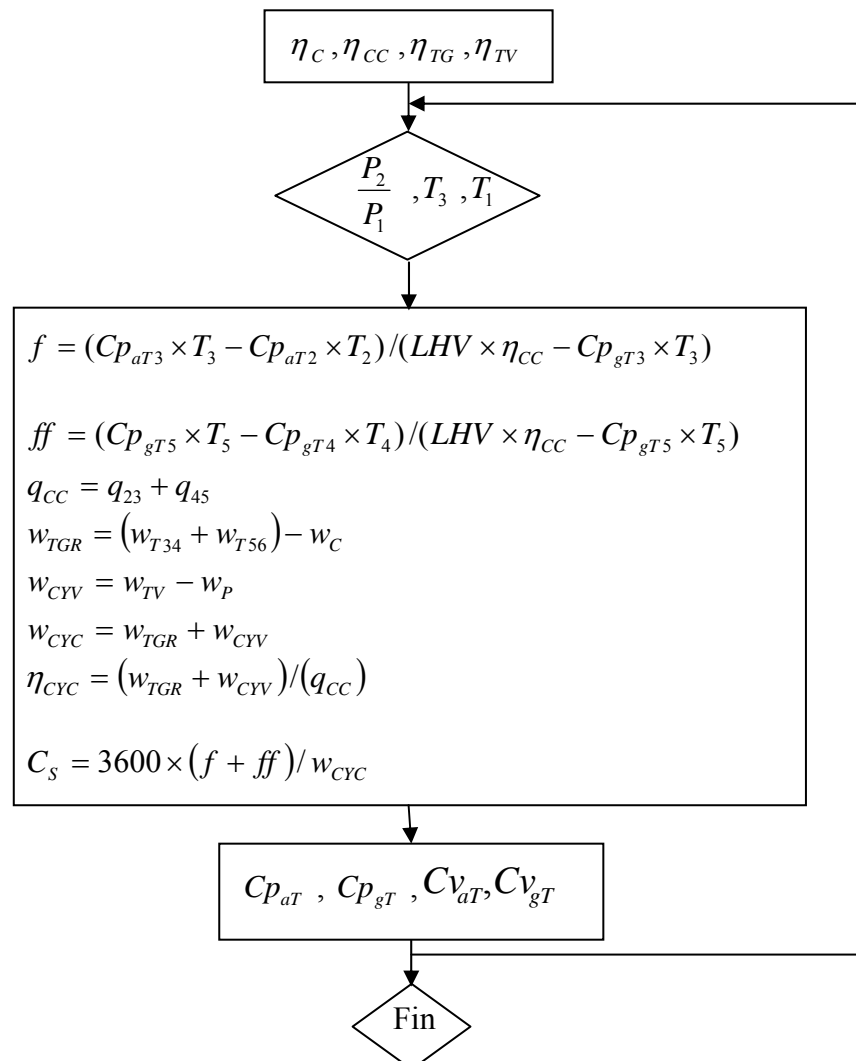 η_C , η_CC , η_TG , η_TV
P_2/P_1 , T_3 , T_1
f = (Cp_aT3 × T_3 − Cp_aT2 × T_2)/(LHV × η_CC − Cp_gT3 × T_3)
ff = (Cp_gT5 × T_5 − Cp_gT4 × T_4)/(LHV × η_CC − Cp_gT5 × T_5)
q_CC = q_23 + q_45
w_TGR = (w_T34 + w_T56) − w_C
w_CYV = w_TV − w_P
w_CYC = w_TGR + w_CYV
η_CYC = (w_TGR + w_CYV)/(q_CC)
C_S = 3600 × (f + ff)/w_CYC
Cp_aT , Cp_gT , Cv_aT, Cv_gT
Fin